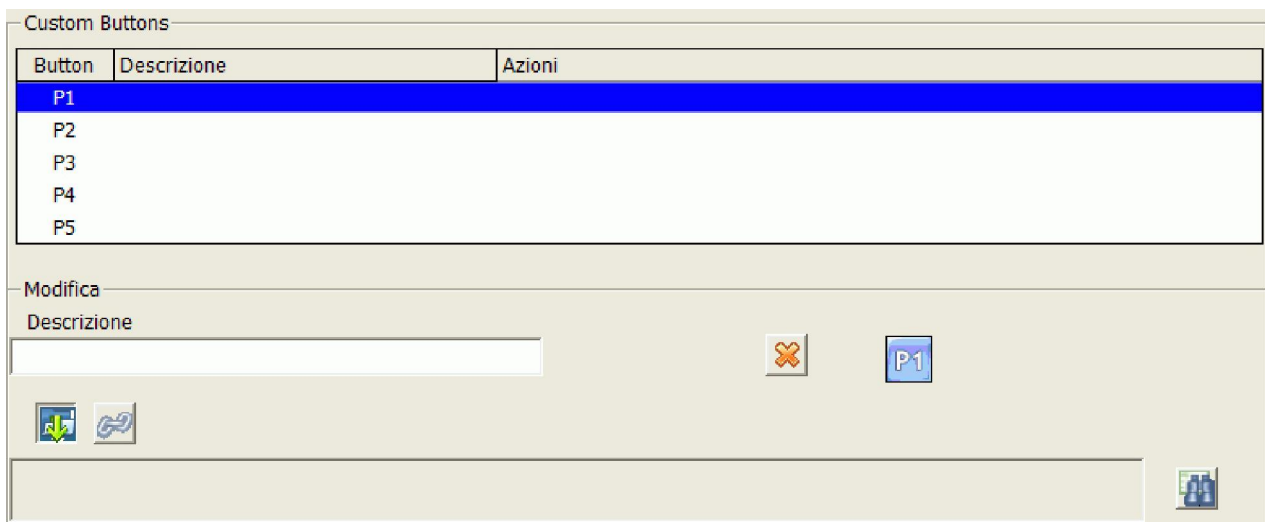 Custom Buttons
Button Descrizione Azioni
P1
P2
P3
P4
P5
Modifica
Descrizione
P1